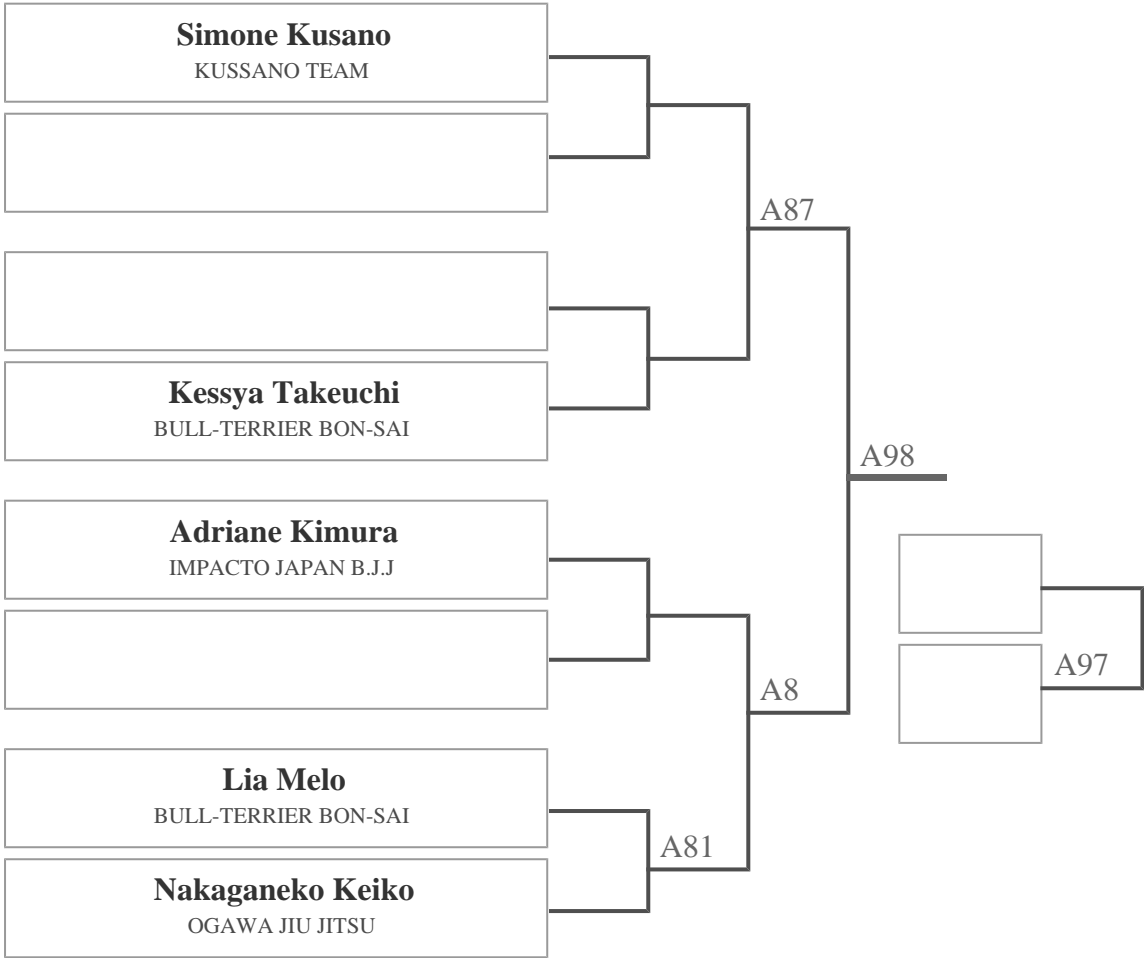 Simone Kusano
KUSSANO TEAM
A87
Kessya Takeuchi
BULL-TERRIER BON-SAI
A98
Adriane Kimura
IMPACTO JAPAN B.J.J
A97
A8
Lia Melo
BULL-TERRIER BON-SAI
A81
Nakaganeko Keiko
OGAWA JIU JITSU